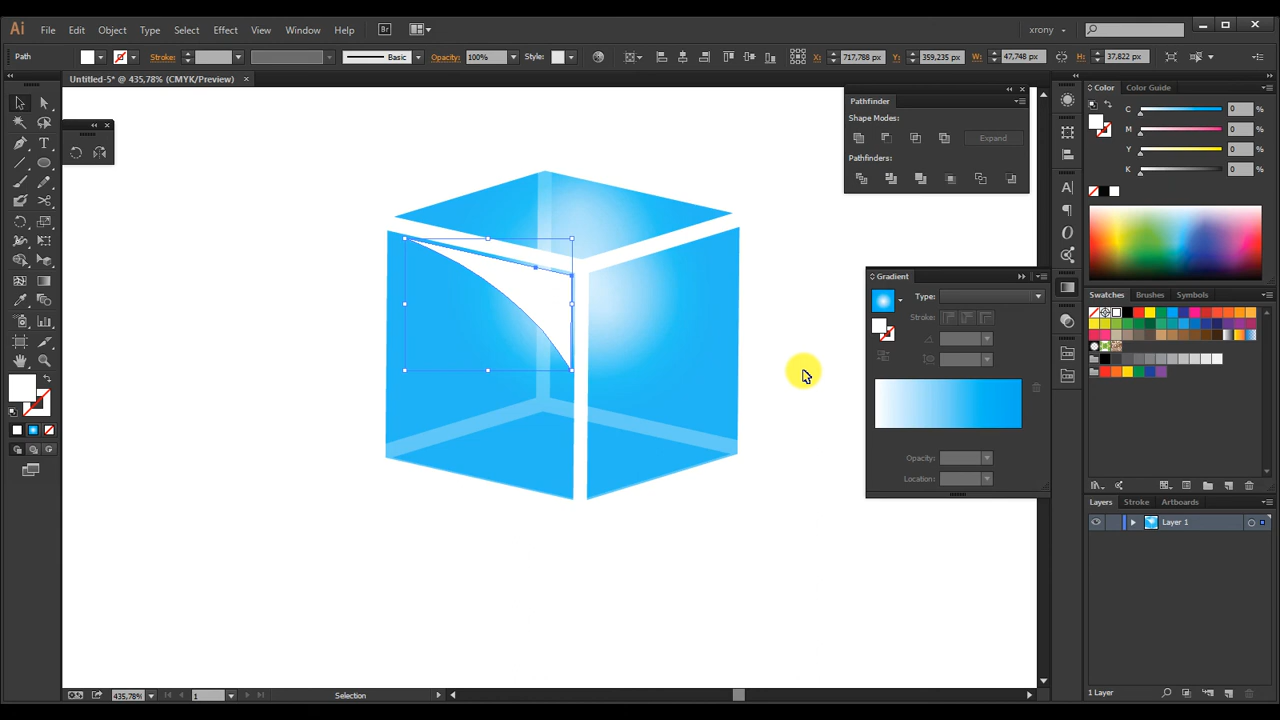 Ai File Edit Object Type Select Effect View Window Help Br xrony
Path Stroke: Basic Opacity: 100% Style: X: 717,788 px Y: 359,235 px W: 47,748 px H: 37,822 px
Untitled-5* @ 435,78% (CMYK/Preview)
Pathfinder
Shape Modes:
Expand
Pathfinders:
Color Color Guide
C 0 %
M 0 %
Y 0 %
K 0 %
Gradient
Type:
Stroke:
Opacity:
Location:
Swatches Brushes Symbols
Layers Stroke Artboards
Layer 1
1 Layer
435,78% 1 Selection